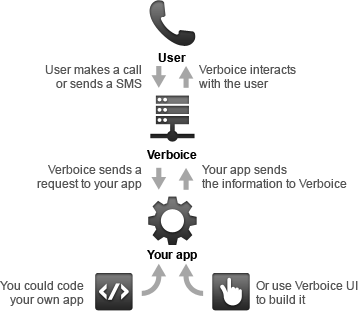 User
User makes a call
or sends a SMS
Verboice interacts
with the user
Verboice
Verboice sends a
request to your app
Your app sends
the information to Verboice
Your app
You could code
your own app
</>
Or use Verboice UI
to build it